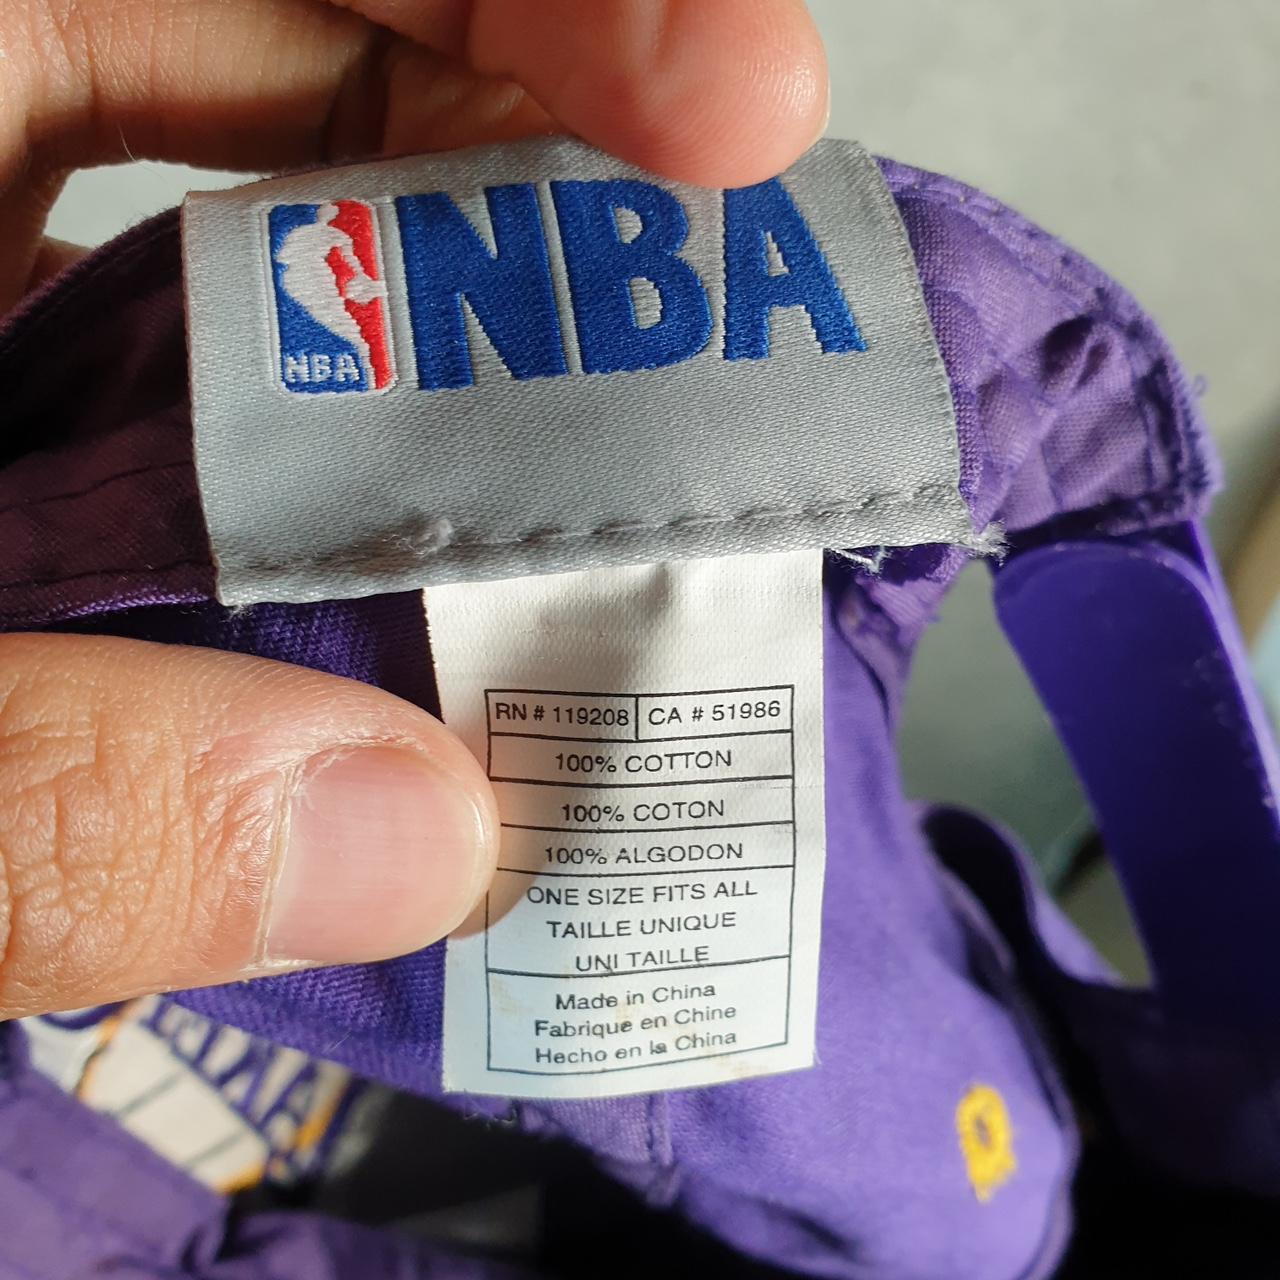 NBA
NBA
RN # 119208 CA # 51986
100% COTTON
100% COTON
100% ALGODON
ONE SIZE FITS ALL
TAILLE UNIQUE
UNI TAILLE
Made in China
Fabrique en Chine
Hecho en la China